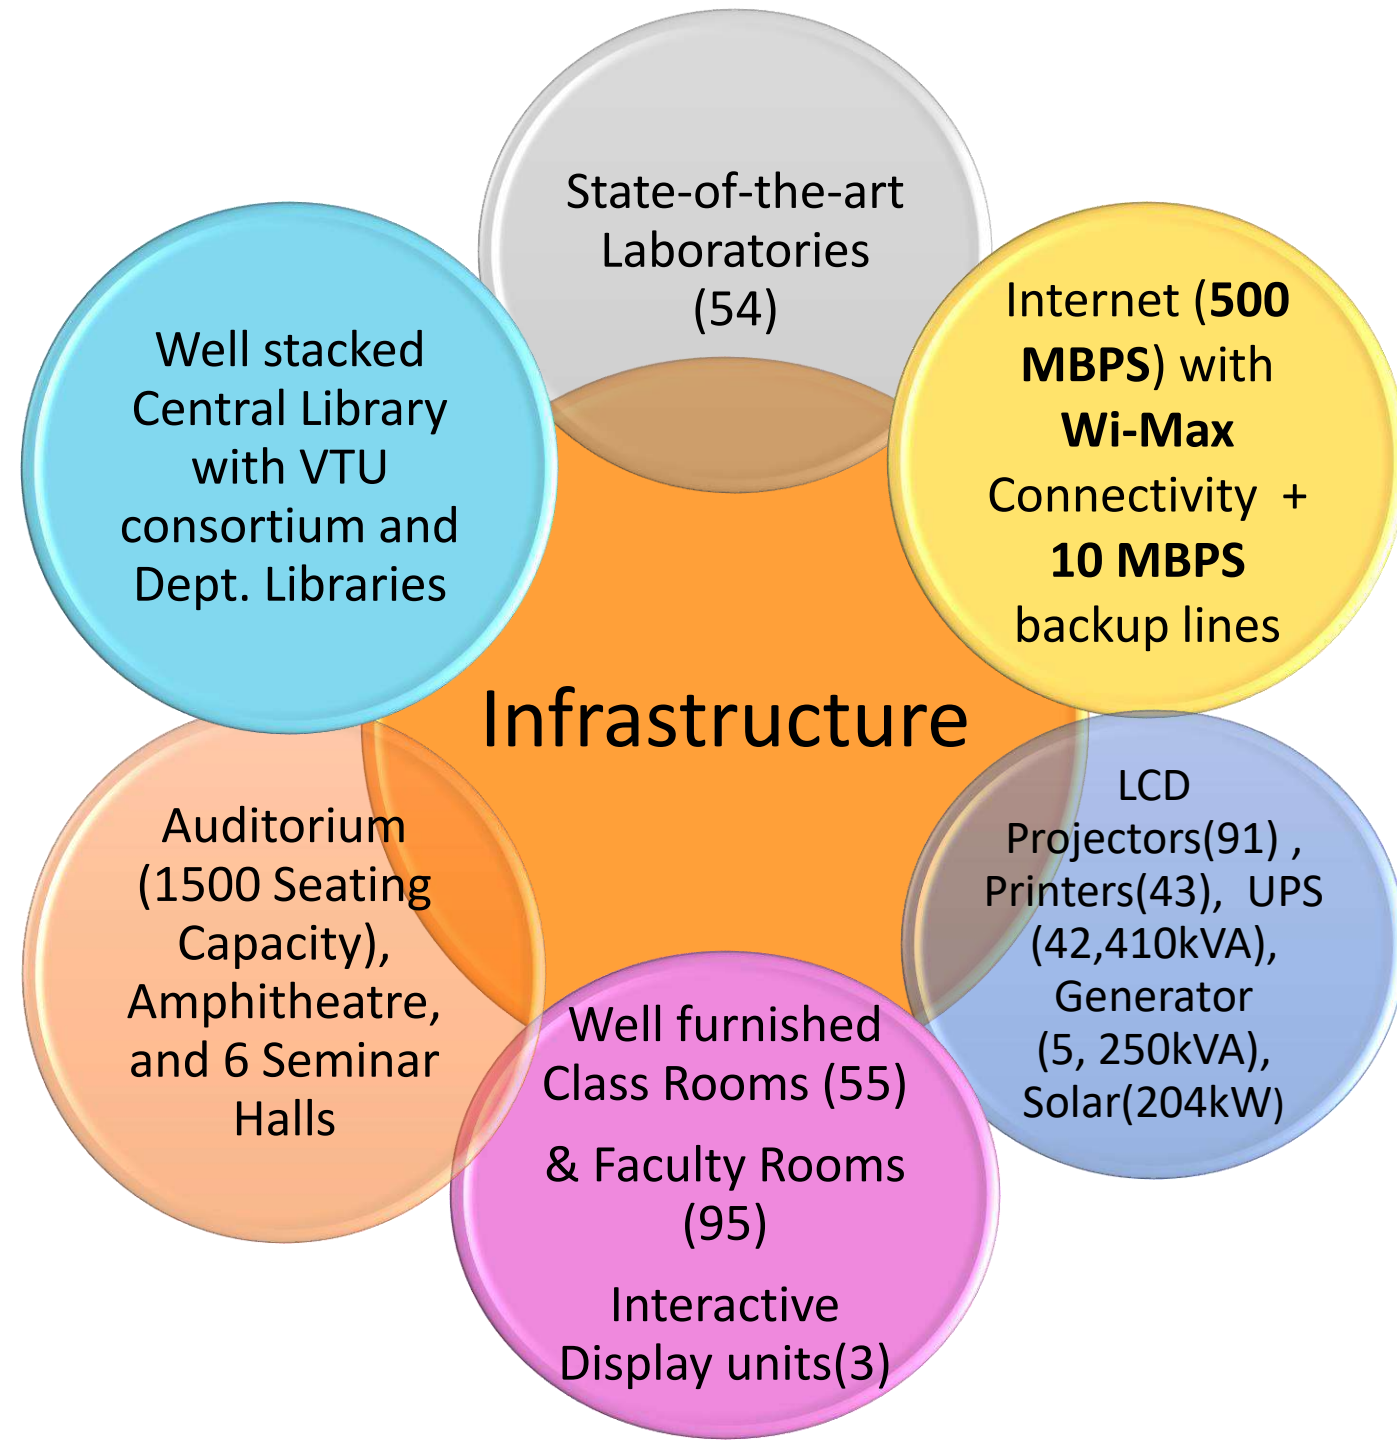 State-of-the-art
Laboratories
(54)
Internet (500
MBPS) with
Wi-Max
Connectivity +
10 MBPS
backup lines
LCD
Projectors(91) ,
Printers(43), UPS
(42,410kVA),
Generator
(5, 250kVA),
Solar(204kW)
Well furnished
Class Rooms (55)
& Faculty Rooms
(95)
Interactive
Display units(3)
Auditorium
(1500 Seating
Capacity),
Amphitheatre,
and 6 Seminar
Halls
Well stacked
Central Library
with VTU
consortium and
Dept. Libraries
Infrastructure